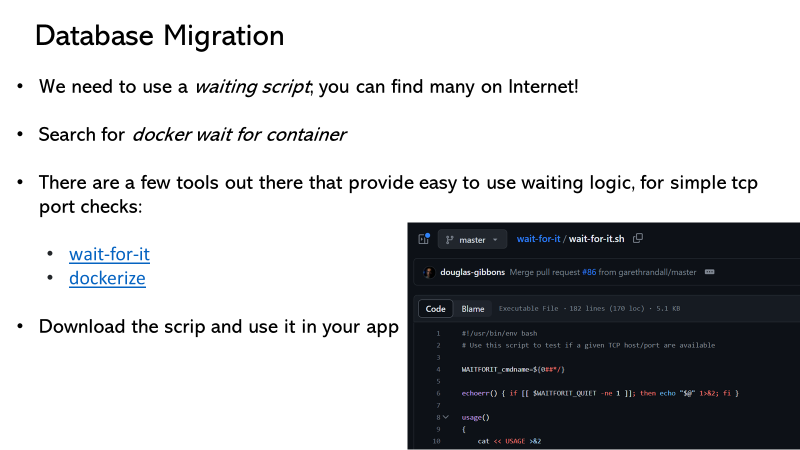 Database Migration
• We need to use a waiting script; you can find many on Internet!
• Search for docker wait for container
• There are a few tools out there that provide easy to use waiting logic, for simple tcp
port checks:
• wait-for-it
• dockerize
• Download the scrip and use it in your app
master
wait-for-it / wait-for-it.sh
douglas-gibbons Merge pull request #86 from garethrandall/master
Code Blame Executable File · 182 lines (170 loc) · 5.1 KB
1 #!/usr/bin/env bash
2 # Use this script to test if a given TCP host/port are available
3
4 WAITFORIT_cmdname=${0##*/}
5
6 echoerr() { if [[ $WAITFORIT_QUIET -ne 1 ]]; then echo "$@" 1>&2; fi }
7
8 usage()
9 {
10 cat << USAGE >&2